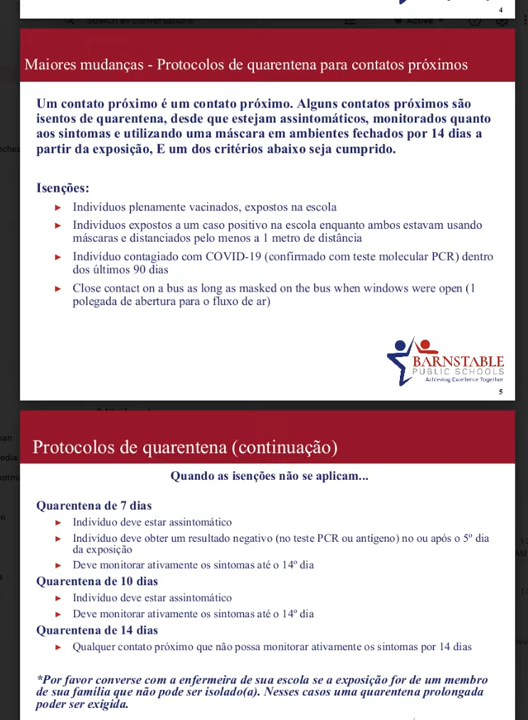 4
Maiores mudanças - Protocolos de quarentena para contatos próximos
Um contato próximo é um contato próximo. Alguns contatos próximos são
isentos de quarentena, desde que estejam assintomáticos, monitorados quanto
aos sintomas e utilizando uma máscara em ambientes fechados por 14 dias a
partir da exposição, E um dos critérios abaixo seja cumprido.
Isenções:
► Indivíduos plenamente vacinados, expostos na escola
► Indivíduos expostos a um caso positivo na escola enquanto ambos estavam usando
máscaras e distanciados pelo menos a 1 metro de distância
► Indivíduo contagiado com COVID-19 (confirmado com teste molecular PCR) dentro
dos últimos 90 dias
► Close contact on a bus as long as masked on the bus when windows were open (1
polegada de abertura para o fluxo de ar)
BARNSTABLE
PUBLIC SCHOOLS
Achieving Excellence Together
5
Protocolos de quarentena (continuação)
Quando as isenções não se aplicam...
Quarentena de 7 dias
► Indivíduo deve estar assintomático
► Indivíduo deve obter um resultado negativo (no teste PCR ou antígeno) no ou após o 5º dia
da exposição
► Deve monitorar ativamente os sintomas até o 14º dia
Quarentena de 10 dias
► Indivíduo deve estar assintomático
► Deve monitorar ativamente os sintomas até o 14º dia
Quarentena de 14 dias
► Qualquer contato próximo que não possa monitorar ativamente os sintomas por 14 dias
*Por favor converse com a enfermeira de sua escola se a exposição for de um membro
de sua família que não pode ser isolado(a). Nesses casos uma quarentena prolongada
poder ser exigida.